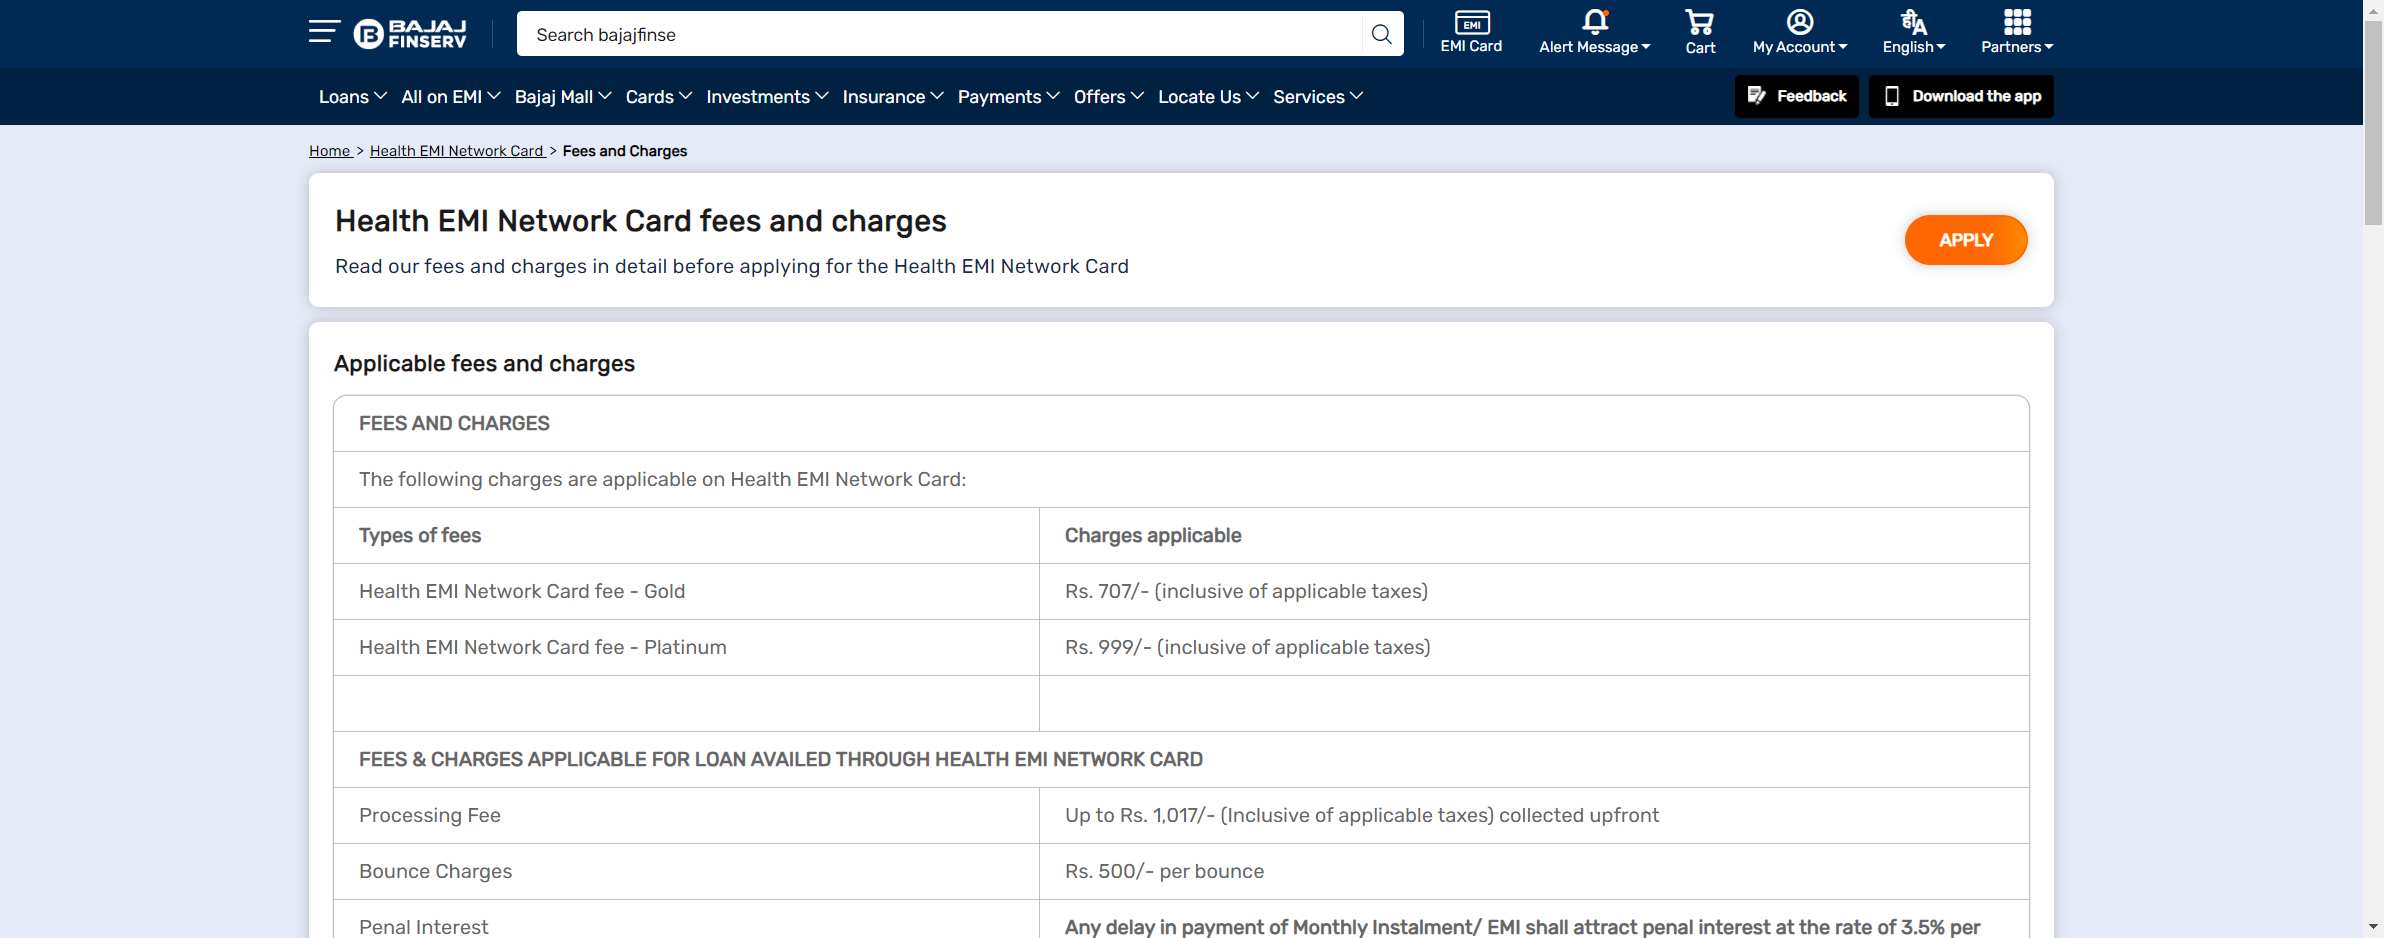 BAJAJ FINSERV
Search bajajfinse
EMI
EMI Card
Alert Message
Cart
My Account
हीA
English
Partners
Loans All on EMI Bajaj Mall Cards Investments Insurance Payments Offers Locate Us Services
Feedback
Download the app
Home > Health EMI Network Card > Fees and Charges
Health EMI Network Card fees and charges
Read our fees and charges in detail before applying for the Health EMI Network Card
APPLY
Applicable fees and charges
FEES AND CHARGES
The following charges are applicable on Health EMI Network Card:
Types of fees Charges applicable
Health EMI Network Card fee - Gold Rs. 707/- (inclusive of applicable taxes)
Health EMI Network Card fee - Platinum Rs. 999/- (inclusive of applicable taxes)
FEES & CHARGES APPLICABLE FOR LOAN AVAILED THROUGH HEALTH EMI NETWORK CARD
Processing Fee Up to Rs. 1,017/- (Inclusive of applicable taxes) collected upfront
Bounce Charges Rs. 500/- per bounce
Penal Interest Any delay in payment of Monthly Instalment/ EMI shall attract penal interest at the rate of 3.5% per